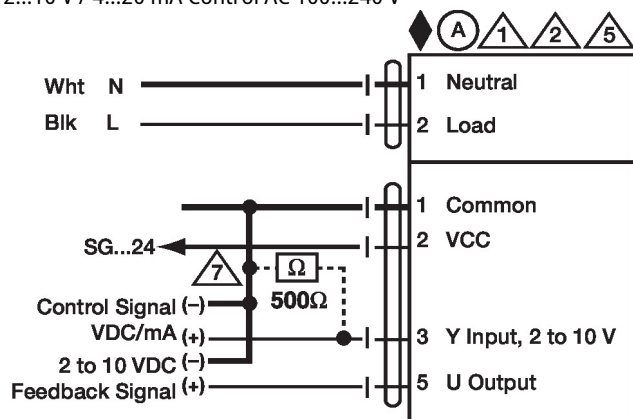 2...10 V / 4...20 mA Control AC 100...240 V
A 1 2 5
Wht N 1 Neutral
Blk L 2 Load
1 Common
SG...24 2 VCC
7 Ω
500Ω
Control Signal (–)
VDC/mA (+) 3 Y Input, 2 to 10 V
2 to 10 VDC (–)
Feedback Signal (+) 5 U Output